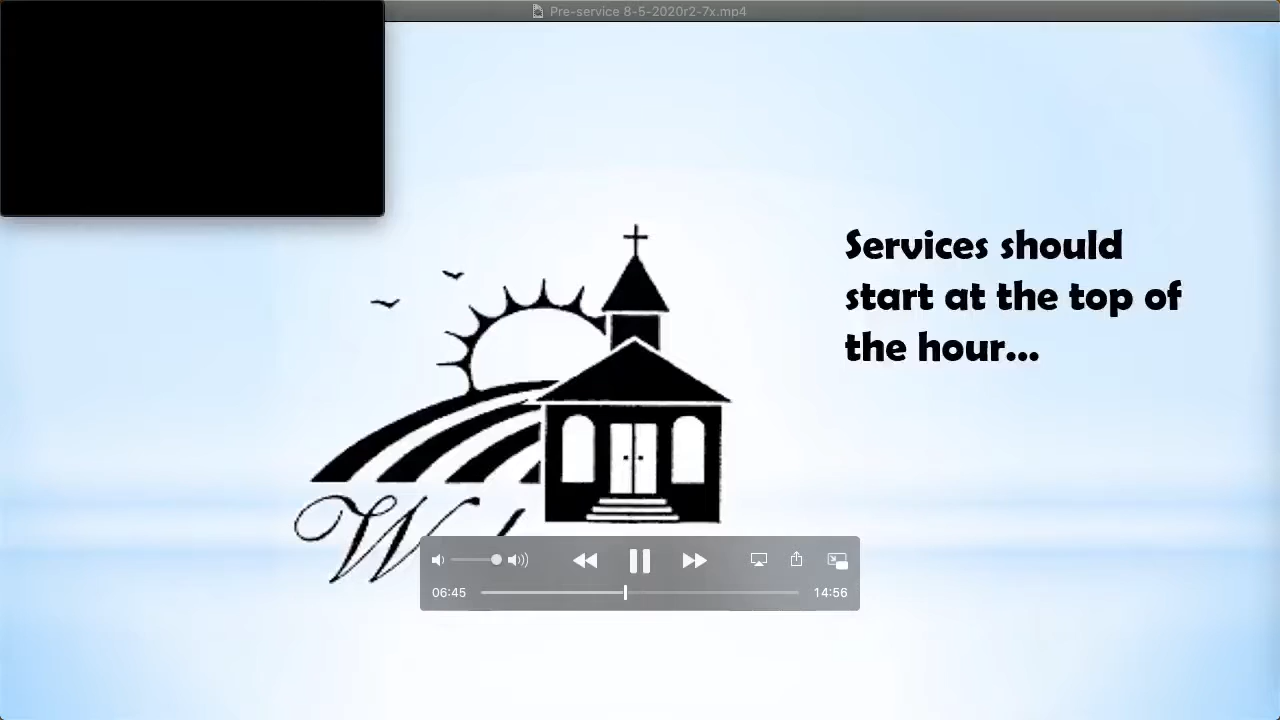 Pre-service 8-5-2020r2-7x.mp4
Services should
start at the top of
the hour...
06:45
14:56